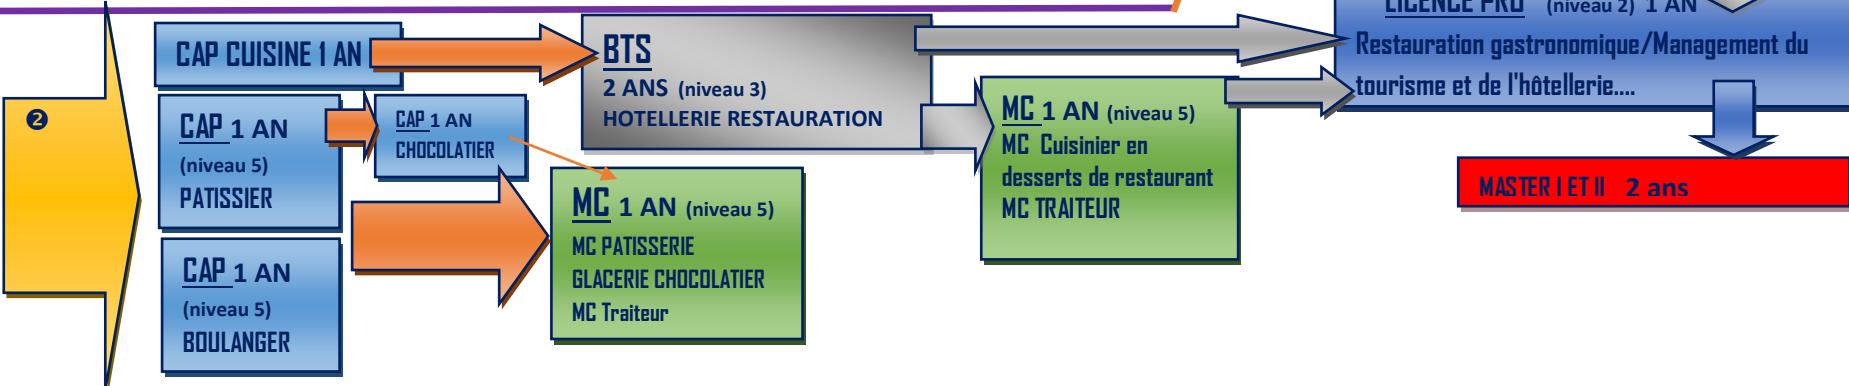 ❷
CAP CUISINE 1 AN
CAP 1 AN
(niveau 5)
PATISSIER
CAP 1 AN
(niveau 5)
BOULANGER
CAP 1 AN
CHOCOLATIER
BTS
2 ANS (niveau 3)
HOTELLERIE RESTAURATION
MC 1 AN (niveau 5)
MC PATISSERIE
GLACERIE CHOCOLATIER
MC Traiteur
MC 1 AN (niveau 5)
MC Cuisinier en
desserts de restaurant
MC TRAITEUR
LICENCE PRO (niveau 2) 1 AN
Restauration gastronomique/Management du
tourisme et de l'hôtellerie....
MASTER I ET II 2 ans